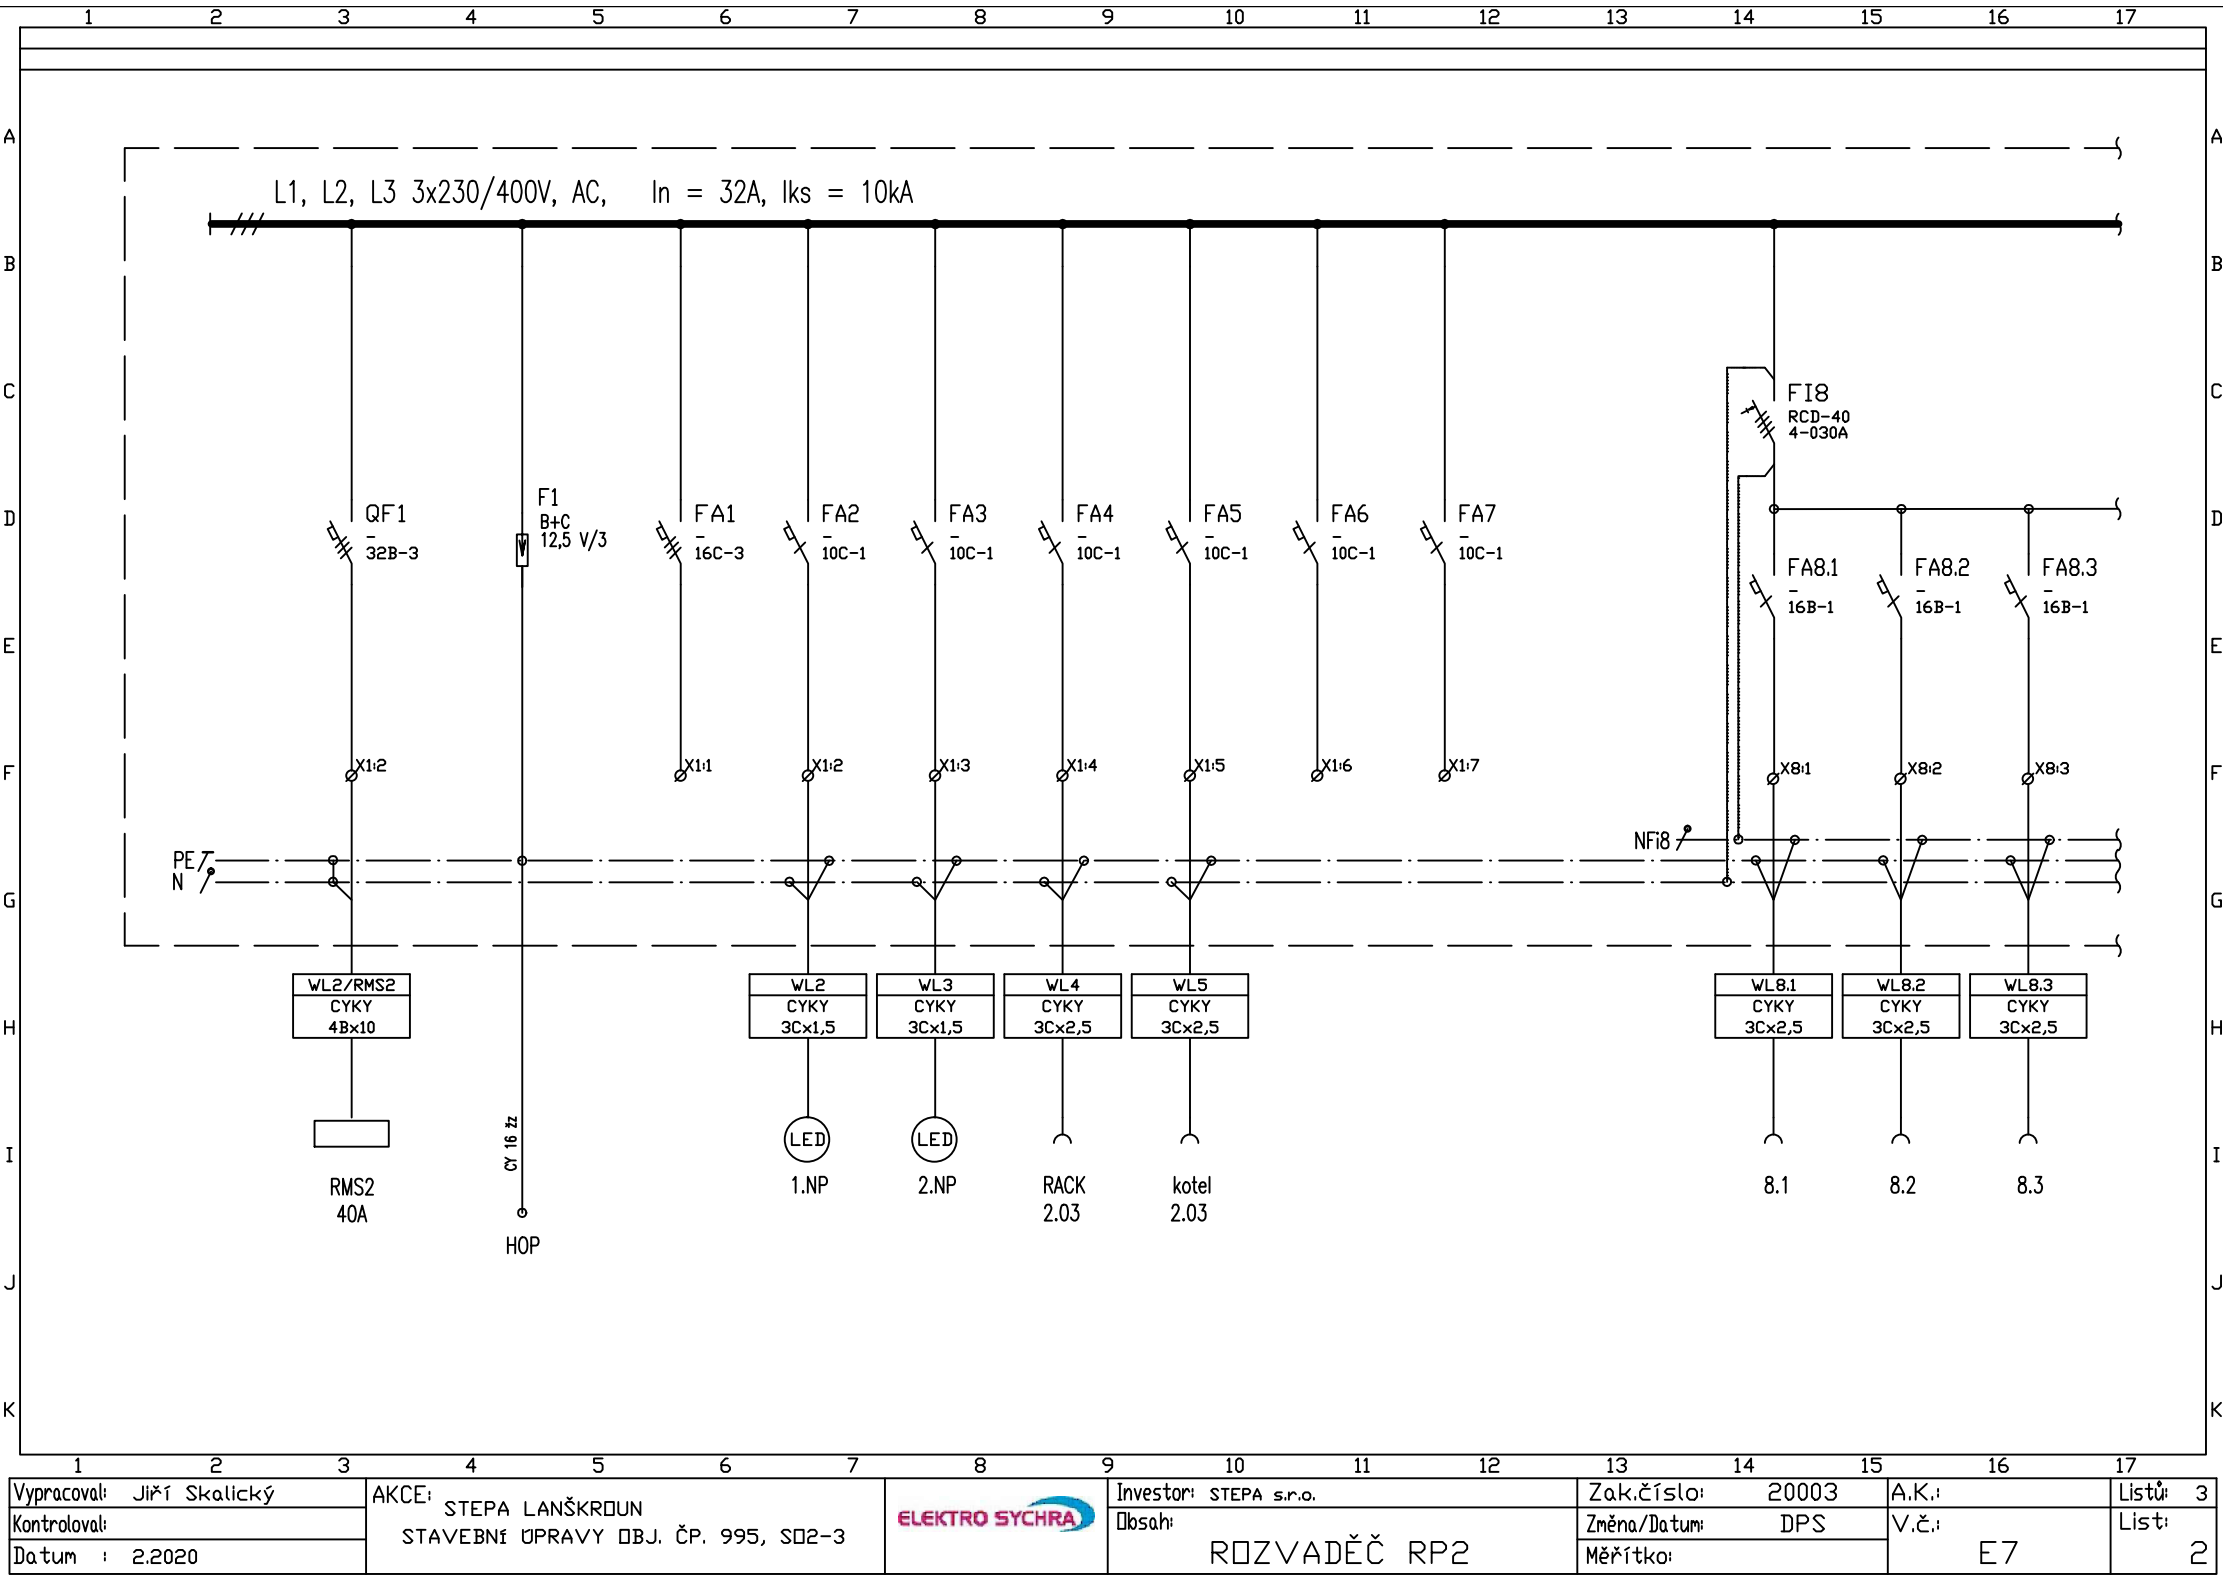 1 2 3 4 5 6 7 8 9 10 11 12 13 14 15 16 17
A A
L1, L2, L3 3x230/400V, AC, In = 32A, Iks = 10kA
B B
C C
FI8
RCD-40
4-030A
D D
QF1
-
32B-3
F1
B+C
12,5 V/3
FA1
-
16C-3
FA2
-
10C-1
FA3
-
10C-1
FA4
-
10C-1
FA5
-
10C-1
FA6
-
10C-1
FA7
-
10C-1
FA8.1
-
16B-1
FA8.2
-
16B-1
FA8.3
-
16B-1
E E
F F
X1:2 X1:1 X1:2 X1:3 X1:4 X1:5 X1:6 X1:7 X8:1 X8:2 X8:3
NFi8
PE
N
G G
WL2/RMS2
CYKY
4Bx10
WL2
CYKY
3Cx1,5
WL3
CYKY
3Cx1,5
WL4
CYKY
3Cx2,5
WL5
CYKY
3Cx2,5
WL8.1
CYKY
3Cx2,5
WL8.2
CYKY
3Cx2,5
WL8.3
CYKY
3Cx2,5
H H
CY 16 žz
LED LED
I I
RMS2
40A
HOP
1.NP
2.NP
RACK
2.03
kotel
2.03
8.1
8.2
8.3
J J
K K
1 2 3 4 5 6 7 8 9 10 11 12 13 14 15 16 17
Vypracoval: Jiří Skalický
Kontroloval:
Datum : 2.2020
AKCE:
STEPA LANŠKROUN
STAVEBNí ÚPRAVY OBJ. ČP. 995, SO2-3
ELEKTRO SYCHRA
Investor: STEPA s.r.o.
Obsah:
ROZVADĚČ RP2
Zak.číslo: 20003
Změna/Datum: DPS
Měřítko:
A.K.:
V.č.:
E7
Listů: 3
List:
2